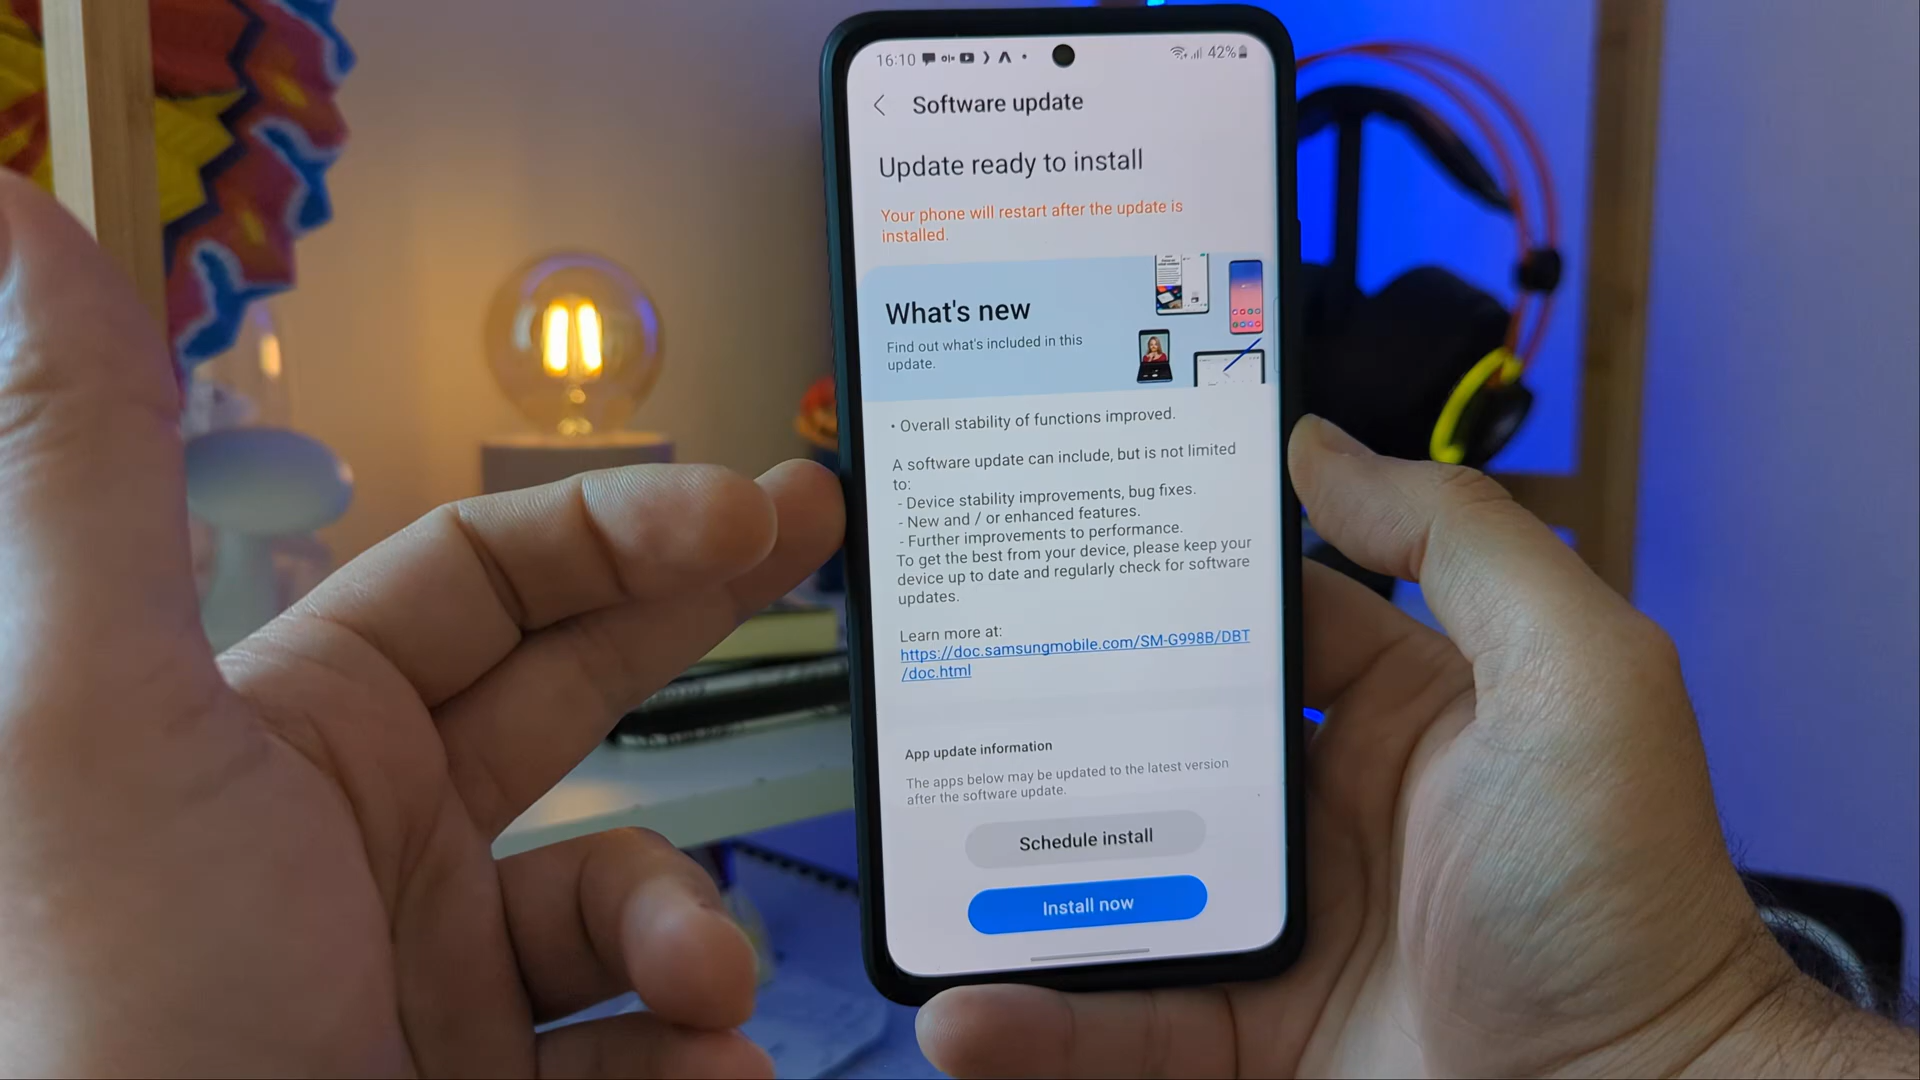 16:10
42%
Software update
Update ready to install
Your phone will restart after the update is
installed.
What's new
Find out what's included in this
update.
• Overall stability of functions improved.
A software update can include, but is not limited
to:
- Device stability improvements, bug fixes.
- New and / or enhanced features.
- Further improvements to performance.
To get the best from your device, please keep your
device up to date and regularly check for software
updates.
Learn more at:
https://doc.samsungmobile.com/SM-G998B/DBT
/doc.html
App update information
The apps below may be updated to the latest version
after the software update.
Schedule install
Install now